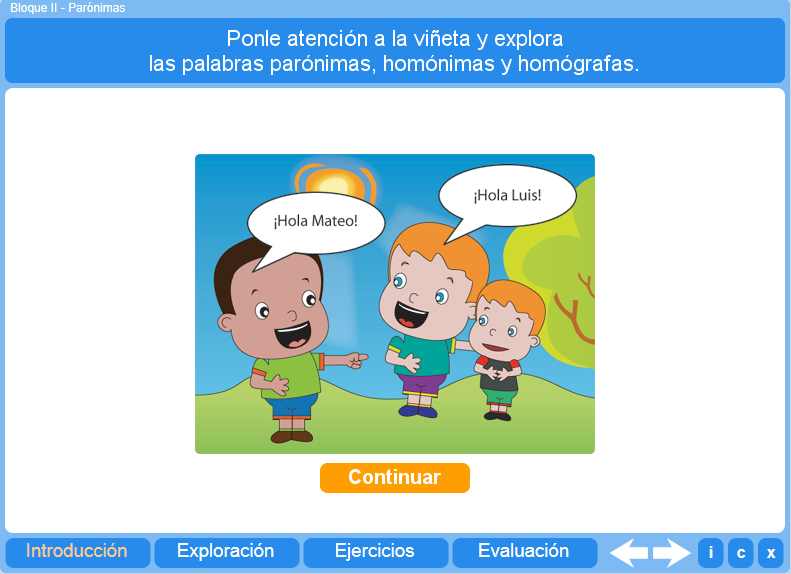 Bloque II - Parónimas
Ponle atención a la viñeta y explora
las palabras parónimas, homónimas y homógrafas.
¡Hola Mateo!
¡Hola Luis!
Continuar
Introducción
Exploración
Ejercicios
Evaluación
i
c
x